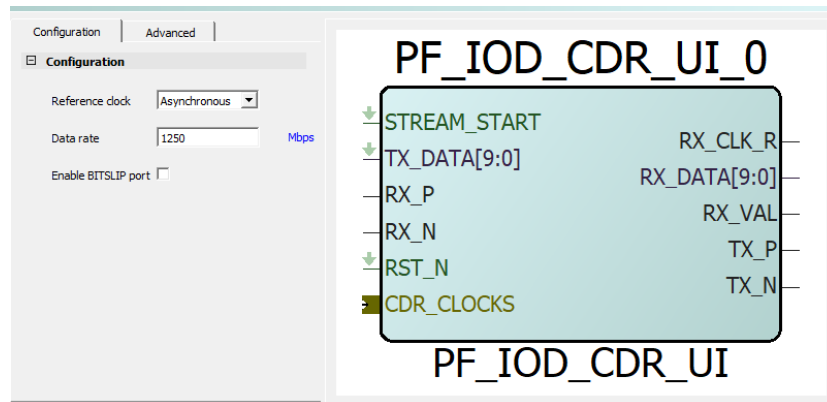 Configuration
Advanced
Configuration
Reference clock
Asynchronous
Data rate
1250
Mbps
Enable BITSLIP port
PF_IOD_CDR_UI_0
STREAM_START
TX_DATA[9:0]
RX_P
RX_N
RST_N
CDR_CLOCKS
RX_CLK_R
RX_DATA[9:0]
RX_VAL
TX_P
TX_N
PF_IOD_CDR_UI